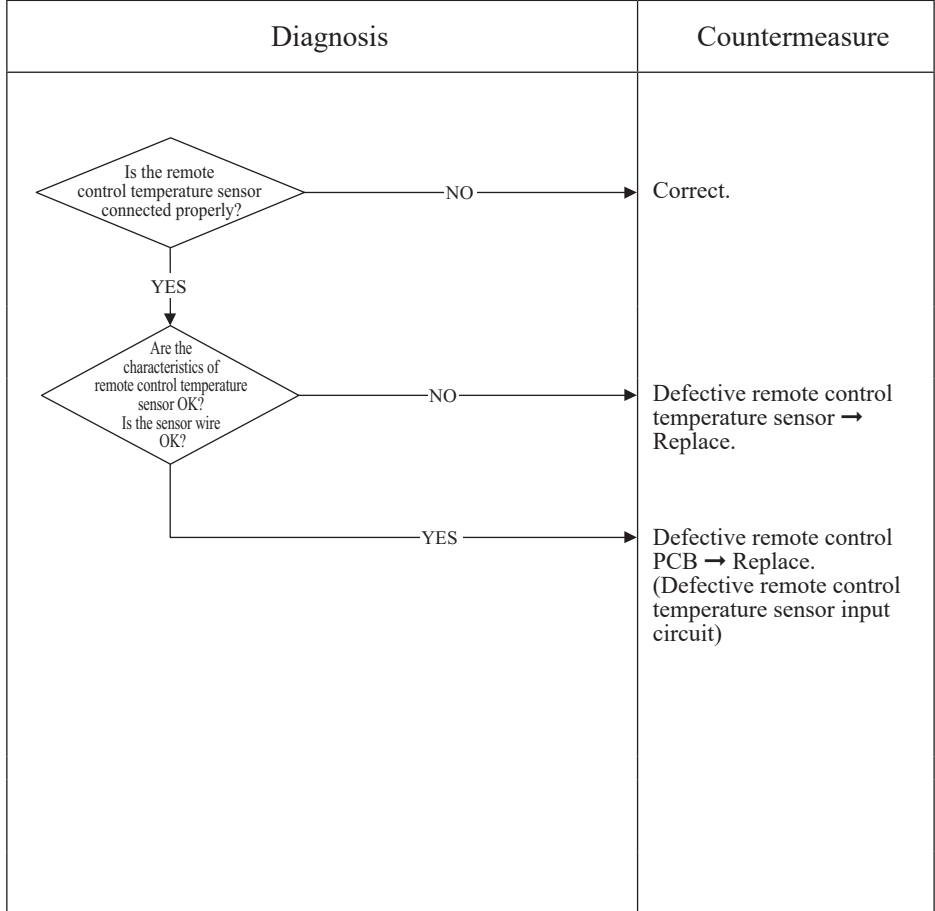 Diagnosis
Countermeasure
Is the remote
control temperature sensor
connected properly?
NO
Correct.
YES
Are the
characteristics of
remote control temperature
sensor OK?
Is the sensor wire
OK?
NO
Defective remote control
temperature sensor ➞
Replace.
YES
Defective remote control
PCB ➞ Replace.
(Defective remote control
temperature sensor input
circuit)